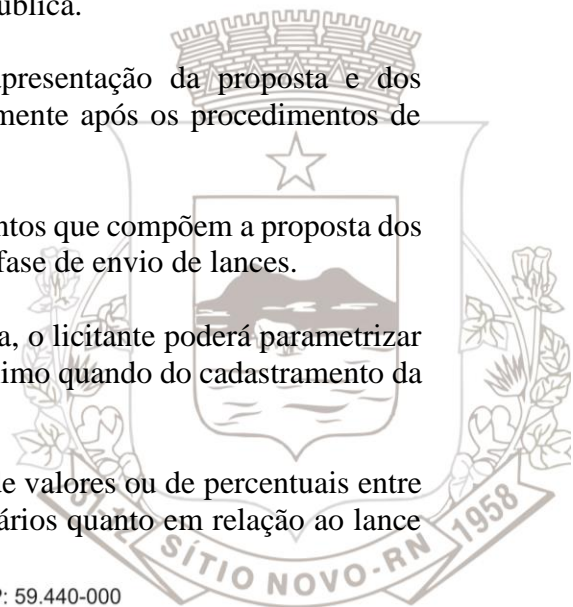 ública.
apresentação da proposta e dos
mente após os procedimentos de
ntos que compõem a proposta dos
fase de envio de lances.
a, o licitante poderá parametrizar
imo quando do cadastramento da
de valores ou de percentuais entre
ários quanto em relação ao lance
SÍTIO NOVO-RN 1958
P: 59.440-000